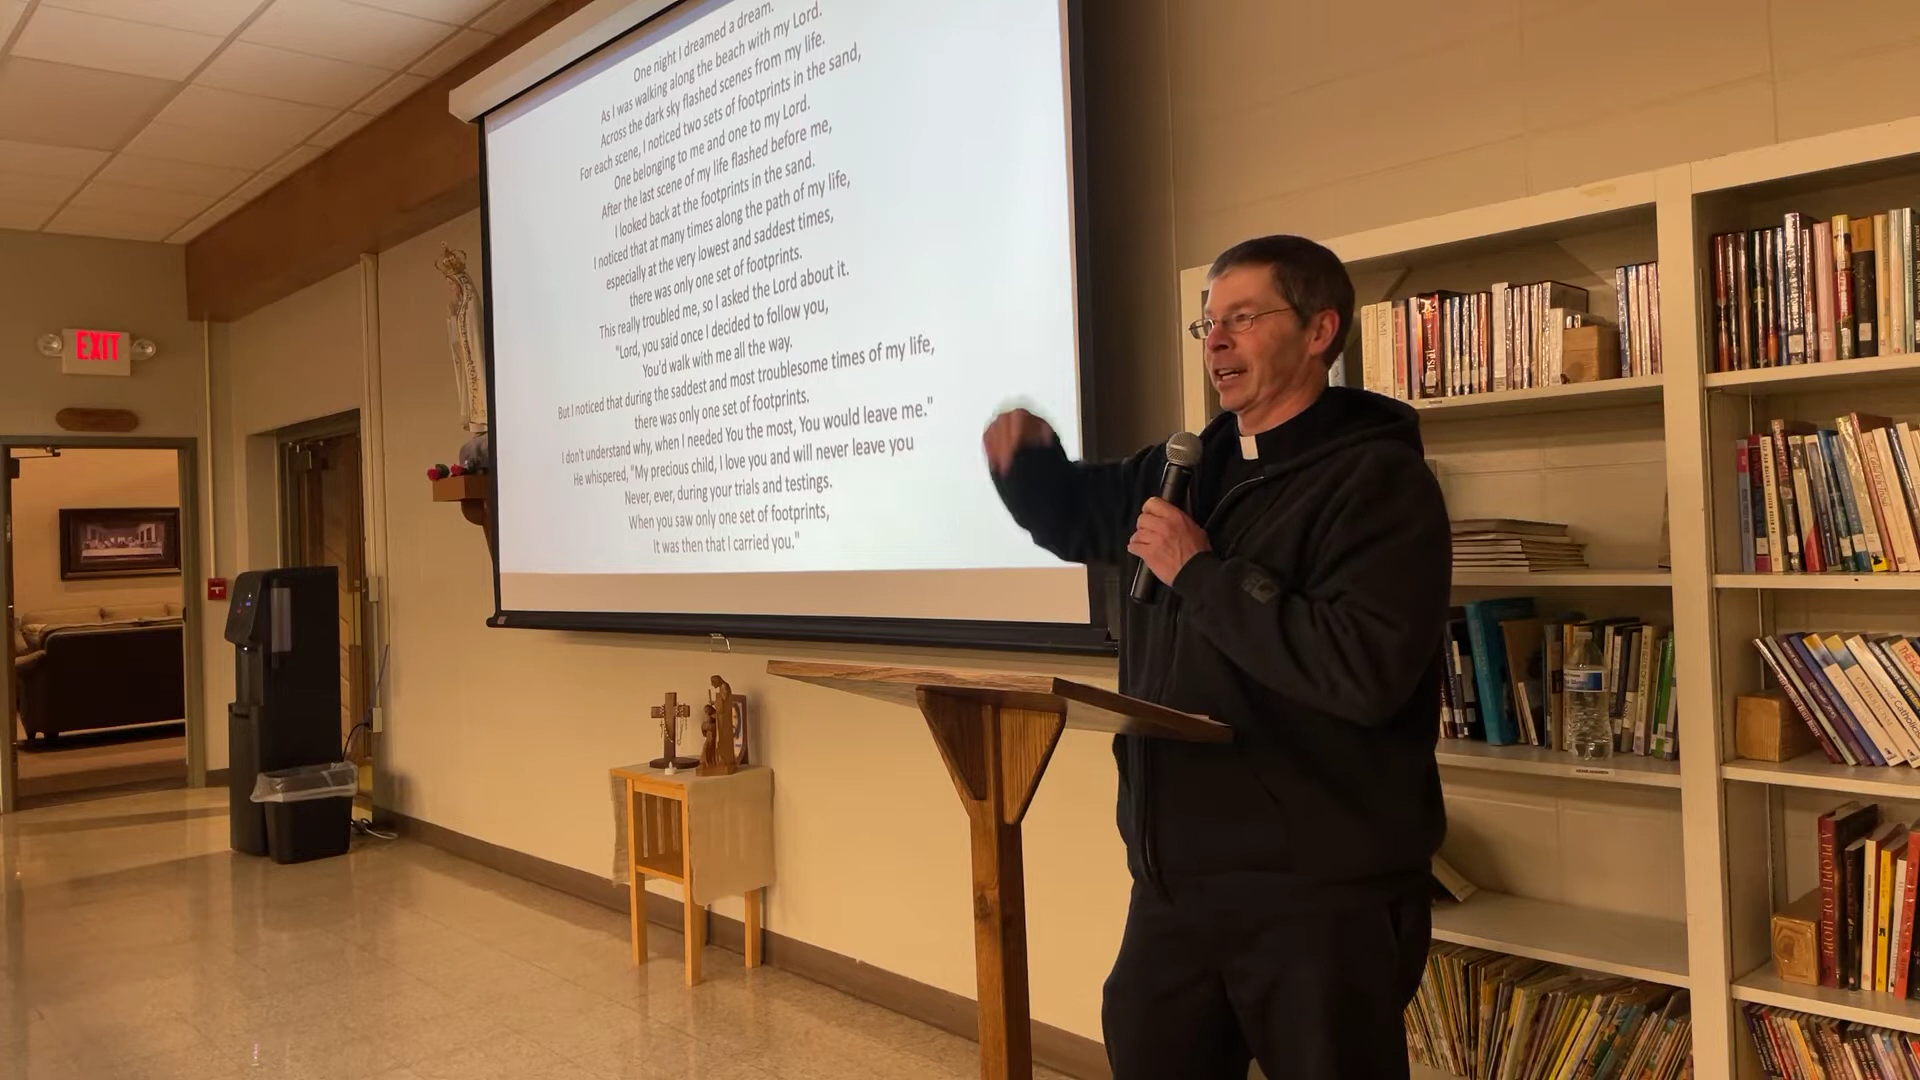 One night I dreamed a dream.
As I was walking along the beach with my Lord.
Across the dark sky flashed scenes from my life.
For each scene, I noticed two sets of footprints in the sand,
One belonging to me and one to my Lord.
After the last scene of my life flashed before me,
I looked back at the footprints in the sand.
I noticed that at many times along the path of my life,
especially at the very lowest and saddest times,
there was only one set of footprints.
This really troubled me, so I asked the Lord about it.
"Lord, you said once I decided to follow you,
You'd walk with me all the way.
But I noticed that during the saddest and most troublesome times of my life,
there was only one set of footprints.
I don't understand why, when I needed You the most, You would leave me."
He whispered, "My precious child, I love you and will never leave you
Never, ever, during your trials and testings.
When you saw only one set of footprints,
It was then that I carried you."
EXIT
A PEOPLE OF HOPE